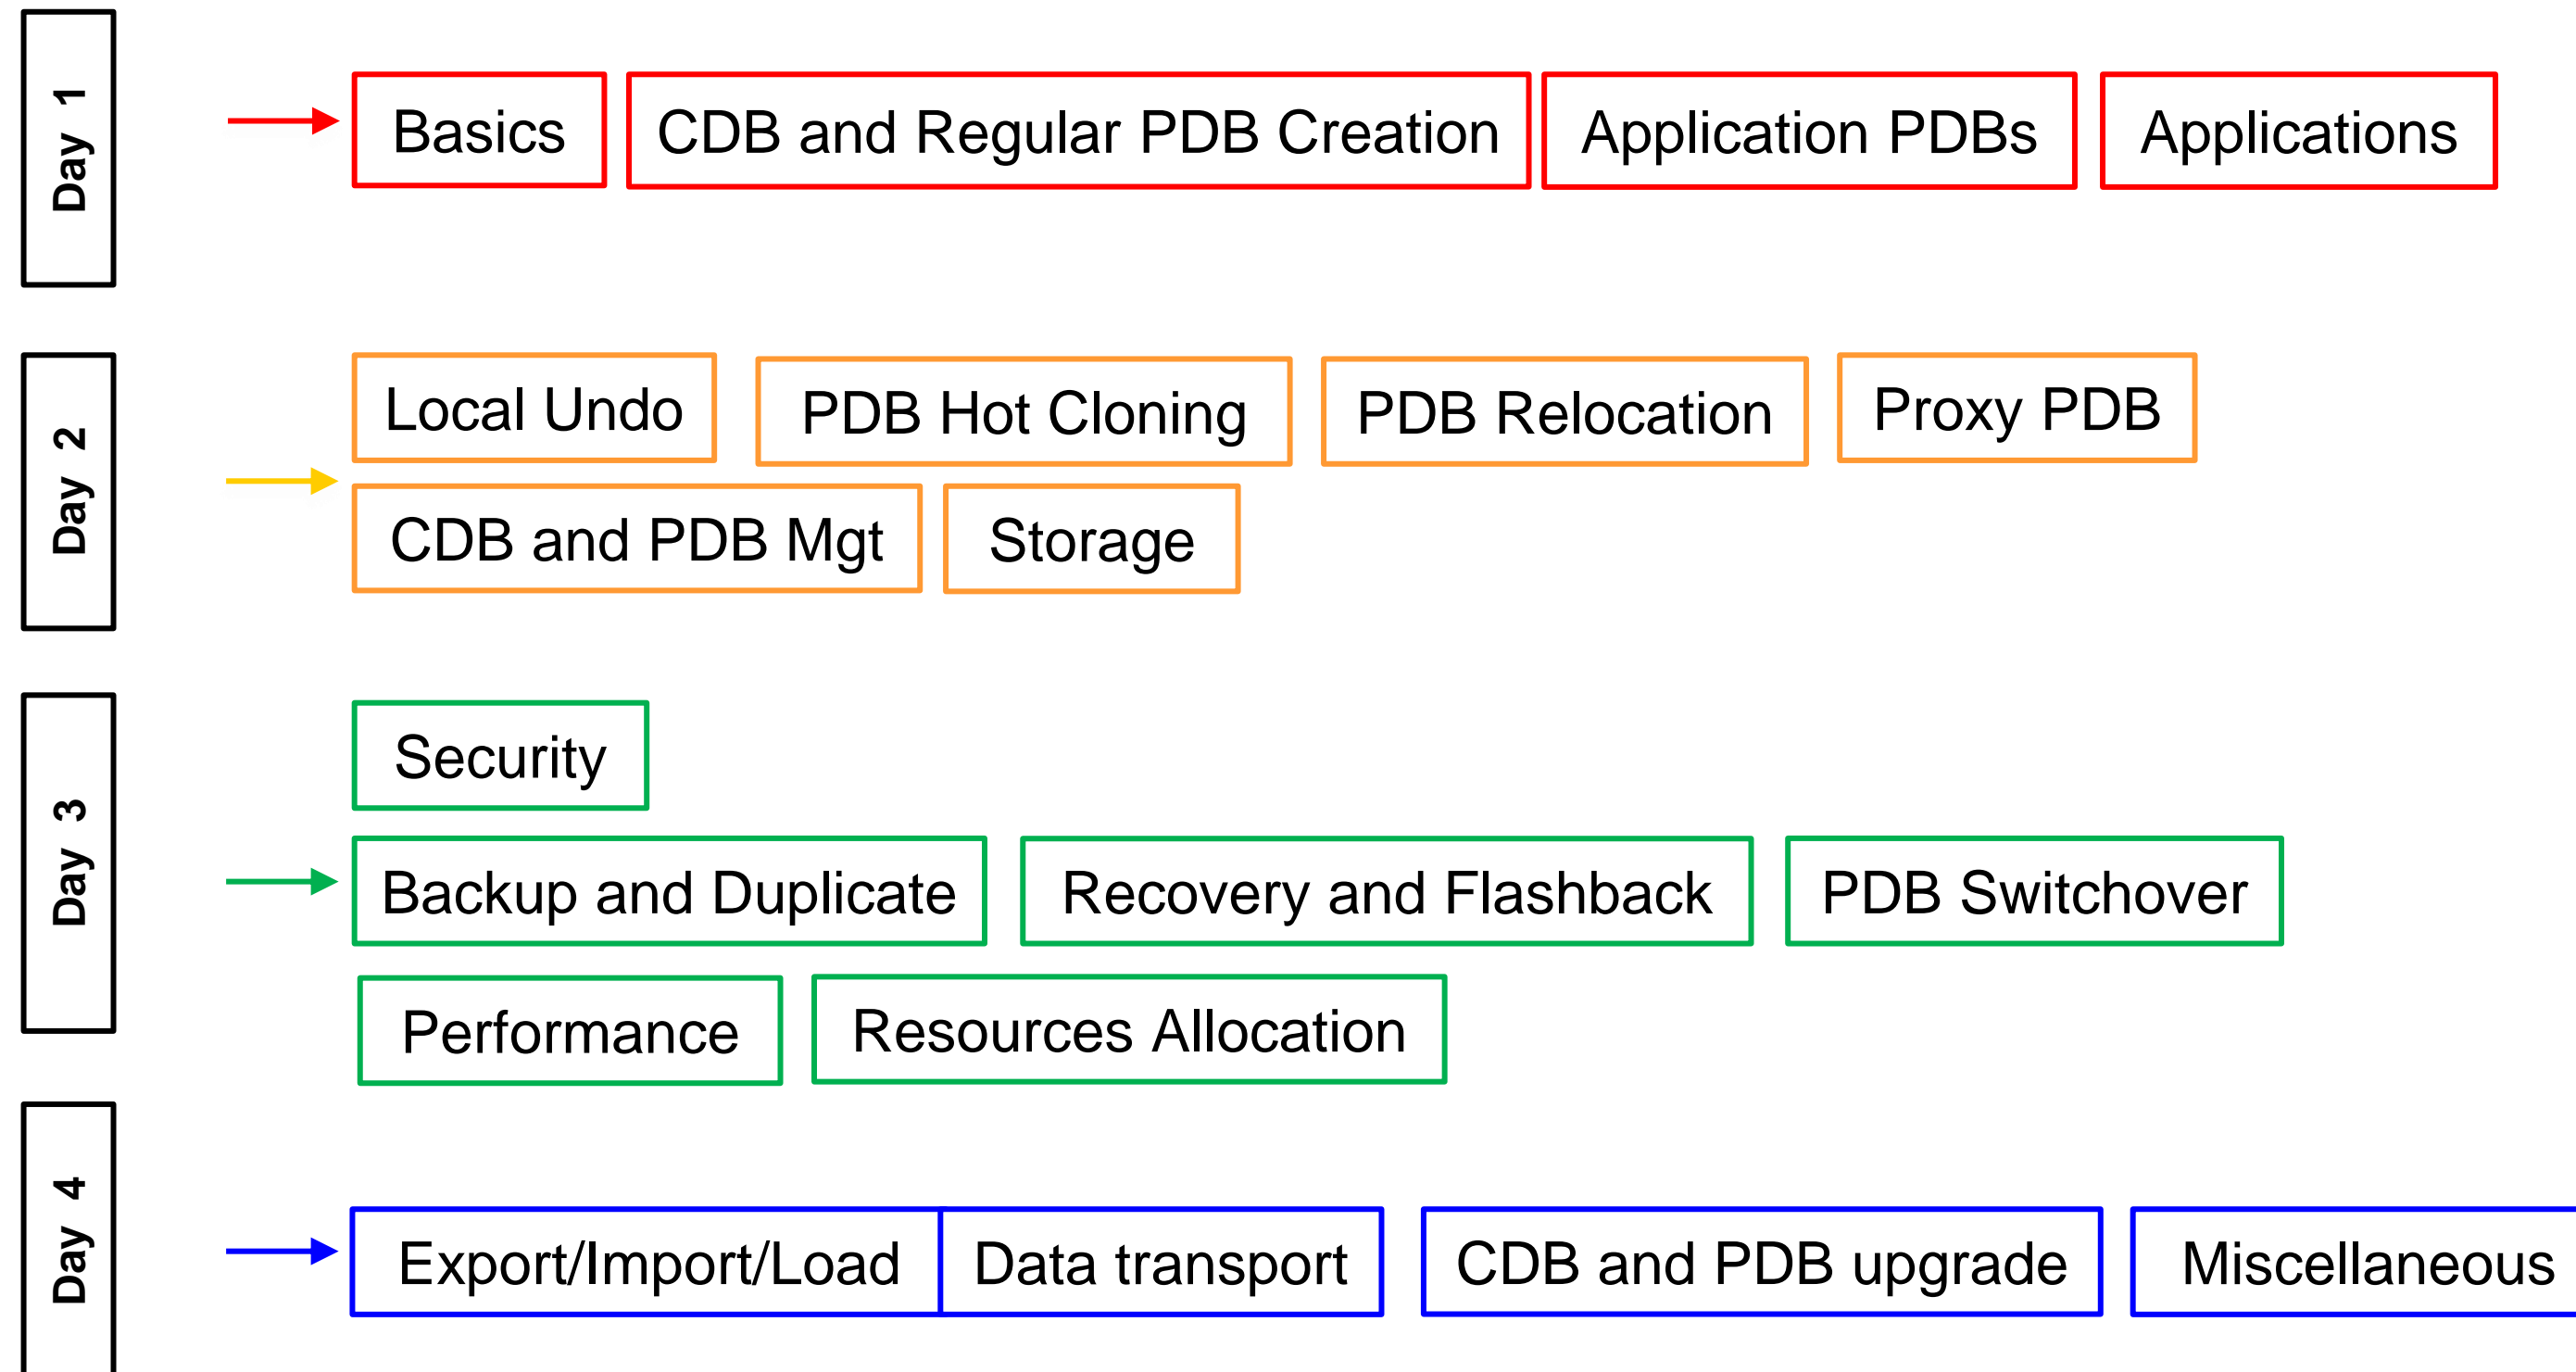 Day 1
Basics
CDB and Regular PDB Creation
Application PDBs
Applications
Day 2
Local Undo
PDB Hot Cloning
PDB Relocation
Proxy PDB
CDB and PDB Mgt
Storage
Day 3
Security
Backup and Duplicate
Recovery and Flashback
PDB Switchover
Performance
Resources Allocation
Day 4
Export/Import/Load
Data transport
CDB and PDB upgrade
Miscellaneous